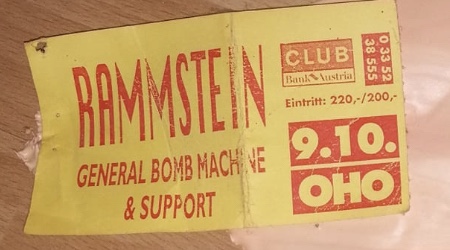 RAMMSTEIN
GENERAL BOMB MACHINE
& SUPPORT
CLUB
Bank Austria
Eintritt: 220,-/200,-
0 33 52
38 555
9.10.
OHO